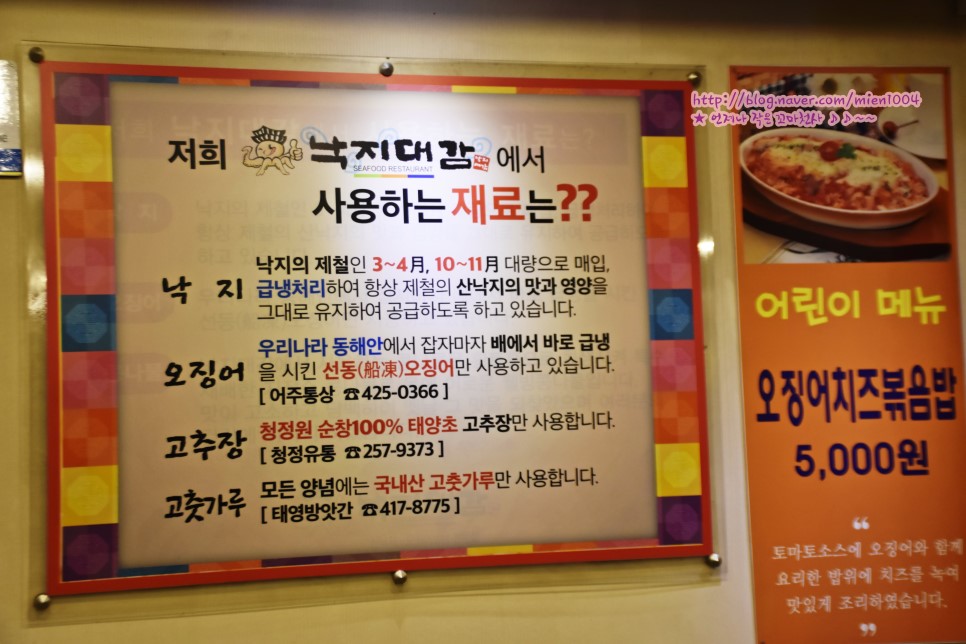 http://blog.naver.com/mien1004
★ 언제나 작은 꼬마천사 ♪ ♪ ~~
저희 낙지대감 에서
SEAFOOD RESTAURANT
사용하는 재료는??
낙 지
낙지의 제철인 3~4月, 10~11月 대량으로 매입,
급냉처리하여 항상 제철의 산낙지의 맛과 영양을
그대로 유지하여 공급하도록 하고 있습니다.
오징어
우리나라 동해안에서 잡자마자 배에서 바로 급냉
을 시킨 선동(船凍)오징어만 사용하고 있습니다.
[ 어주통상 ☎425-0366 ]
고추장
청정원 순창100% 태양초 고추장만 사용합니다.
[ 청정유통 ☎257-9373 ]
고춧가루
모든 양념에는 국내산 고춧가루만 사용합니다.
[ 태영방앗간 ☎417-8775 ]
어린이 메뉴
오징어치즈볶음밥
5,000원
“
토마토소스에 오징어와 함께
요리한 밥위에 치즈를 녹여
맛있게 조리하였습니다.
”